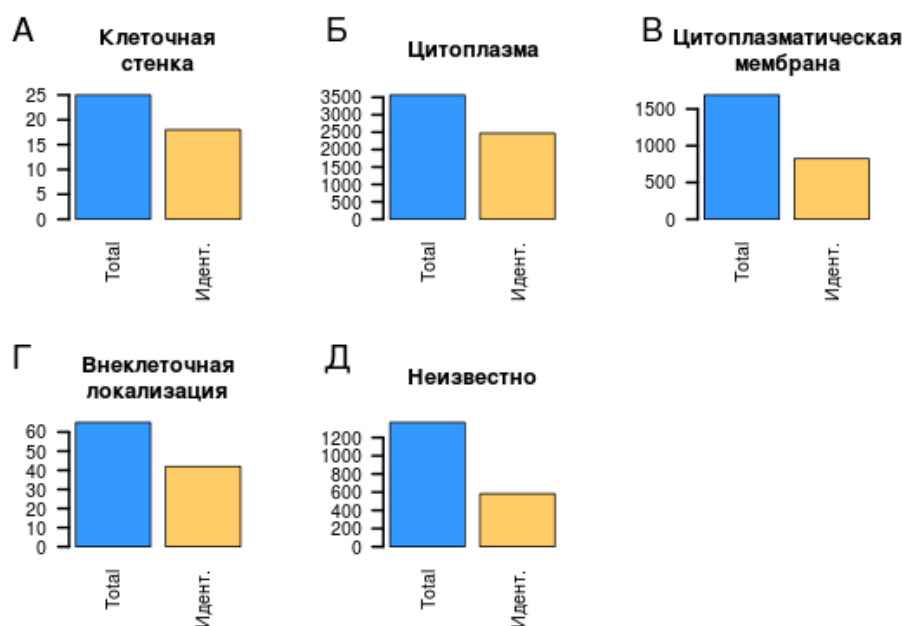 А
Клеточная
стенка
25
20
15
10
5
0
Total
Идент.
Б
Цитоплазма
3500
3000
2500
2000
1500
1000
500
0
Total
Идент.
В
Цитоплазматическая
мембрана
1500
1000
500
0
Total
Идент.
Г
Внеклеточная
локализация
60
50
40
30
20
10
0
Total
Идент.
Д
Неизвестно
1200
1000
800
600
400
200
0
Total
Идент.